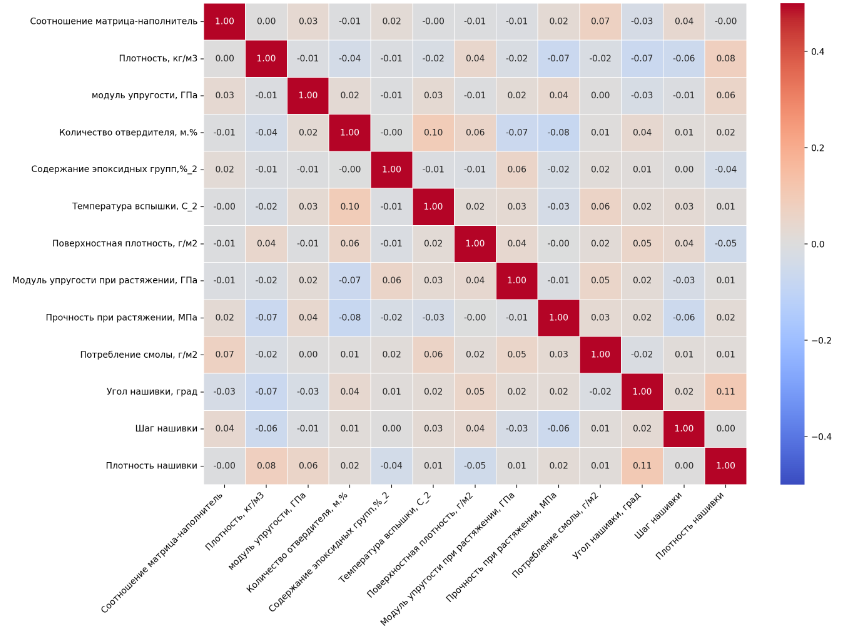 Соотношение матрица-наполнитель 1.00 0.00 0.03 -0.01 0.02 -0.00 -0.01 -0.01 0.02 0.07 -0.03 0.04 -0.00
Плотность, кг/м3 0.00 1.00 -0.01 -0.04 -0.01 -0.02 0.04 -0.02 -0.07 -0.02 -0.07 -0.06 0.08
модуль упругости, ГПа 0.03 -0.01 1.00 0.02 -0.01 0.03 -0.01 0.02 0.04 0.00 -0.03 -0.01 0.06
Количество отвердителя, м.% -0.01 -0.04 0.02 1.00 -0.00 0.10 0.06 -0.07 -0.08 0.01 0.04 0.01 0.02
Содержание эпоксидных групп,%_2 0.02 -0.01 -0.01 -0.00 1.00 -0.01 -0.01 0.06 -0.02 0.02 0.01 0.00 -0.04
Температура вспышки, С_2 -0.00 -0.02 0.03 0.10 -0.01 1.00 0.02 0.03 -0.03 0.06 0.02 0.03 0.01
Поверхностная плотность, г/м2 -0.01 0.04 -0.01 0.06 -0.01 0.02 1.00 0.04 -0.00 0.02 0.05 0.04 -0.05
Модуль упругости при растяжении, ГПа -0.01 -0.02 0.02 -0.07 0.06 0.03 0.04 1.00 -0.01 0.05 0.02 -0.03 0.01
Прочность при растяжении, МПа 0.02 -0.07 0.04 -0.08 -0.02 -0.03 -0.00 -0.01 1.00 0.03 0.02 -0.06 0.02
Потребление смолы, г/м2 0.07 -0.02 0.00 0.01 0.02 0.06 0.02 0.05 0.03 1.00 -0.02 0.01 0.01
Угол нашивки, град -0.03 -0.07 -0.03 0.04 0.01 0.02 0.05 0.02 0.02 -0.02 1.00 0.02 0.11
Шаг нашивки 0.04 -0.06 -0.01 0.01 0.00 0.03 0.04 -0.03 -0.06 0.01 0.02 1.00 0.00
Плотность нашивки -0.00 0.08 0.06 0.02 -0.04 0.01 -0.05 0.01 0.02 0.01 0.11 0.00 1.00
Соотношение матрица-наполнитель
Плотность, кг/м3
модуль упругости, ГПа
Количество отвердителя, м.%
Содержание эпоксидных групп,%_2
Температура вспышки, С_2
Поверхностная плотность, г/м2
Модуль упругости при растяжении, ГПа
Прочность при растяжении, МПа
Потребление смолы, г/м2
Угол нашивки, град
Шаг нашивки
Плотность нашивки
0.4
0.2
0.0
−0.2
−0.4